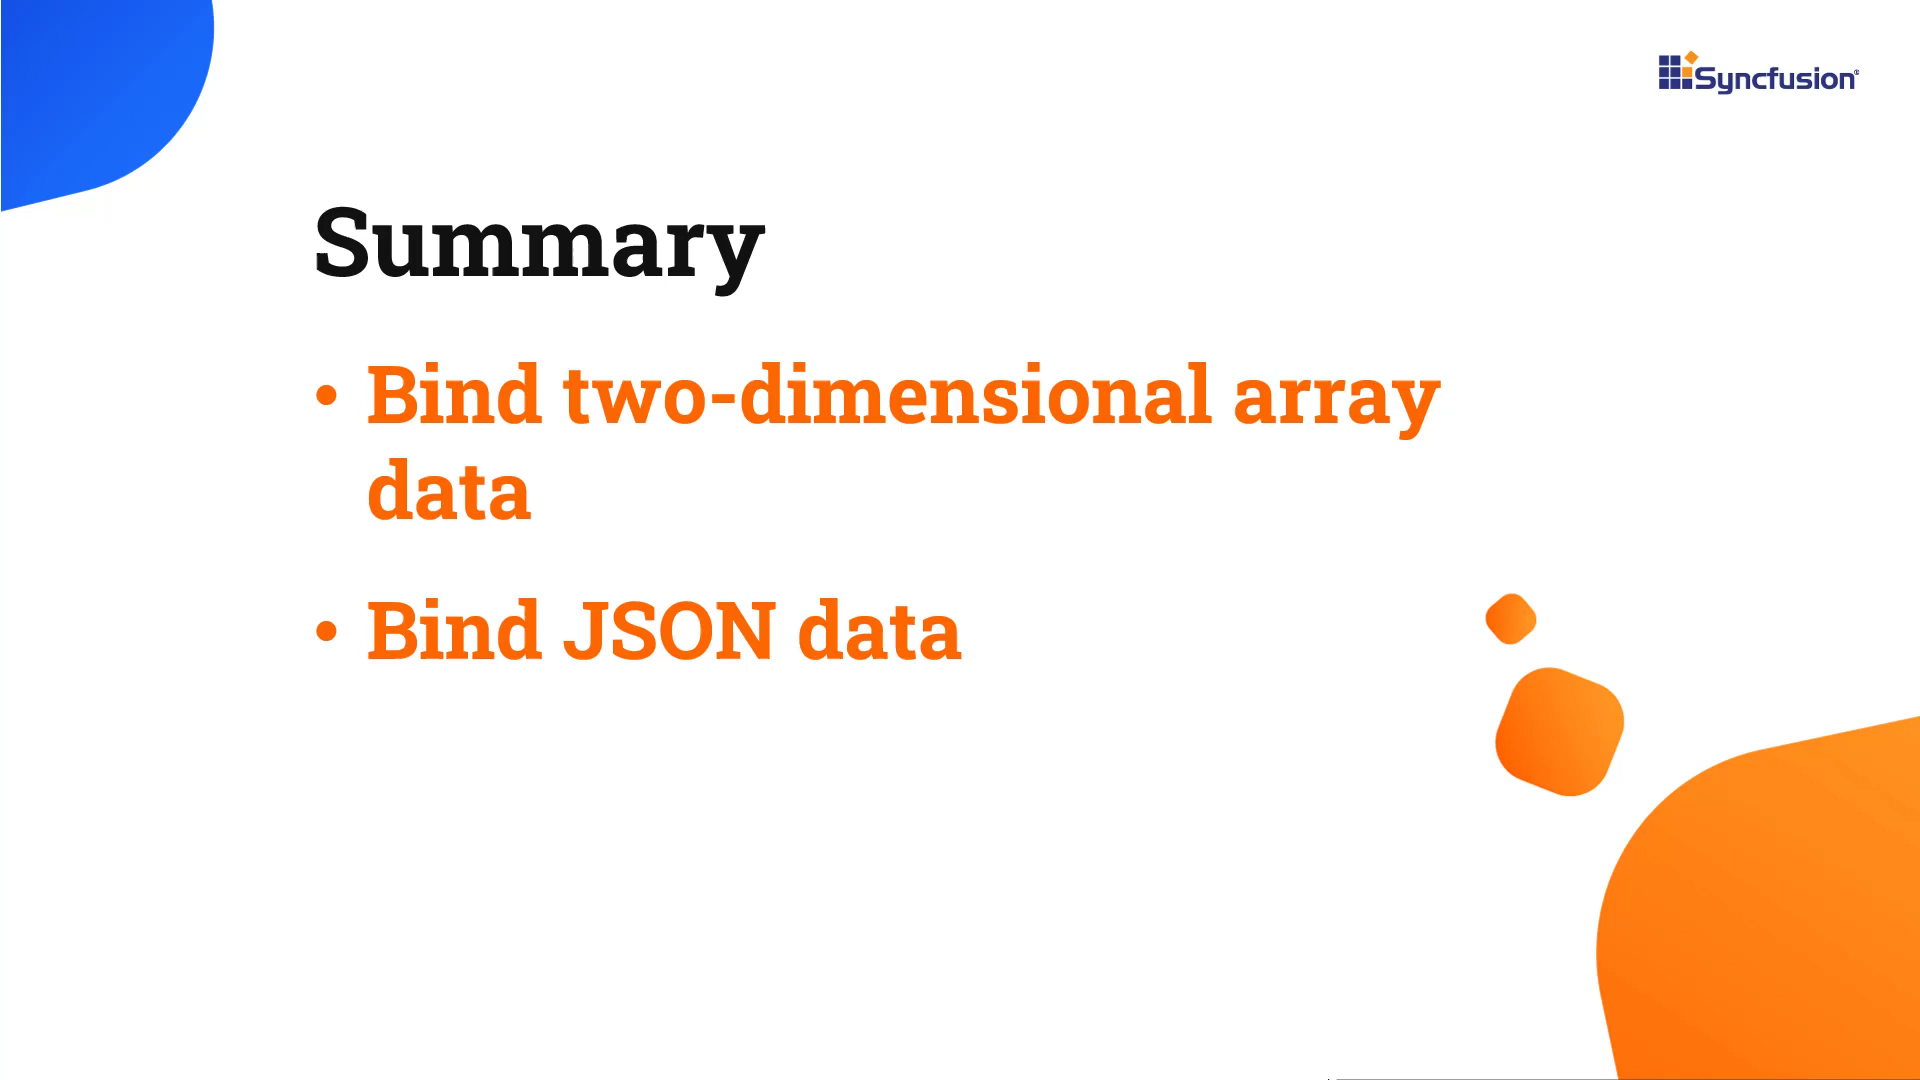 Syncfusion®
Summary
• Bind two-dimensional array
data
• Bind JSON data